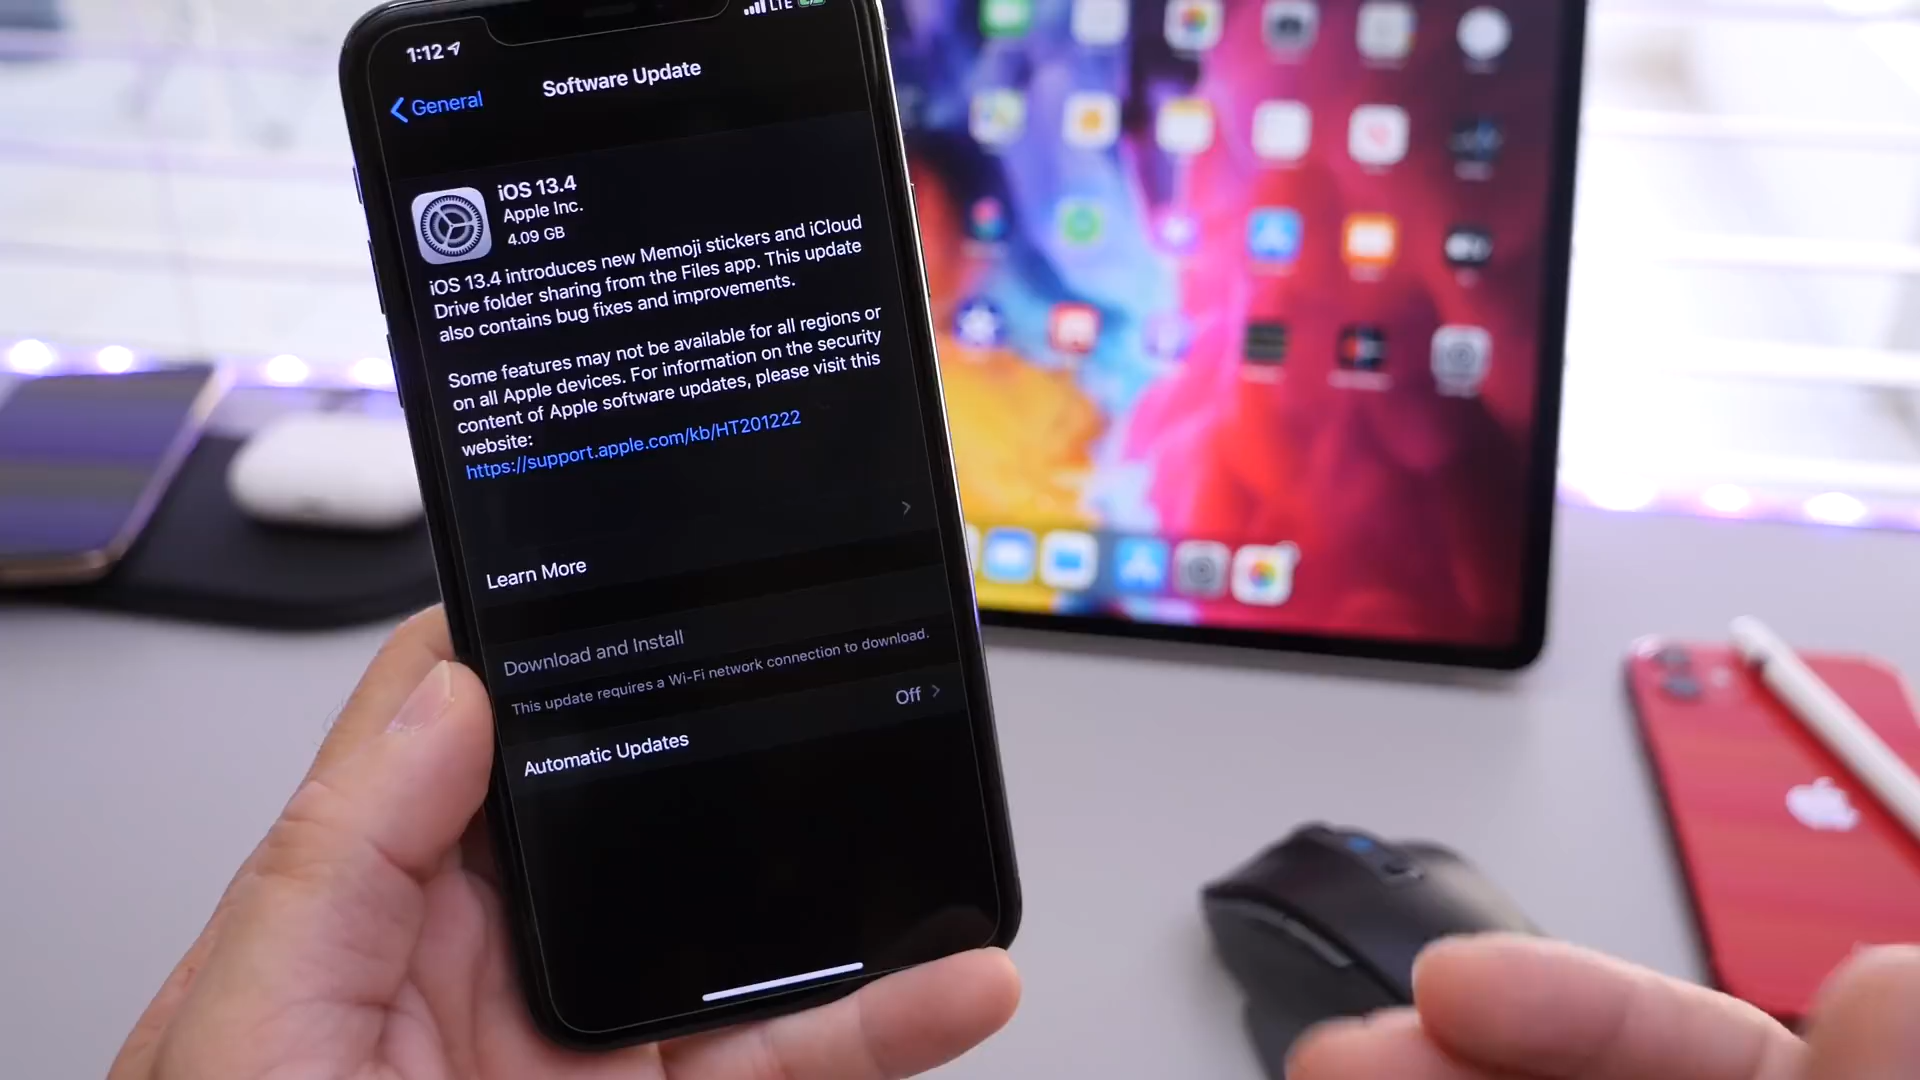 1:12
LTE
General
Software Update
iOS 13.4
Apple Inc.
4.09 GB
iOS 13.4 introduces new Memoji stickers and iCloud
Drive folder sharing from the Files app. This update
also contains bug fixes and improvements.
Some features may not be available for all regions or
on all Apple devices. For information on the security
content of Apple software updates, please visit this
website:
https://support.apple.com/kb/HT201222
Learn More
Download and Install
This update requires a Wi-Fi network connection to download.
Automatic Updates
Off